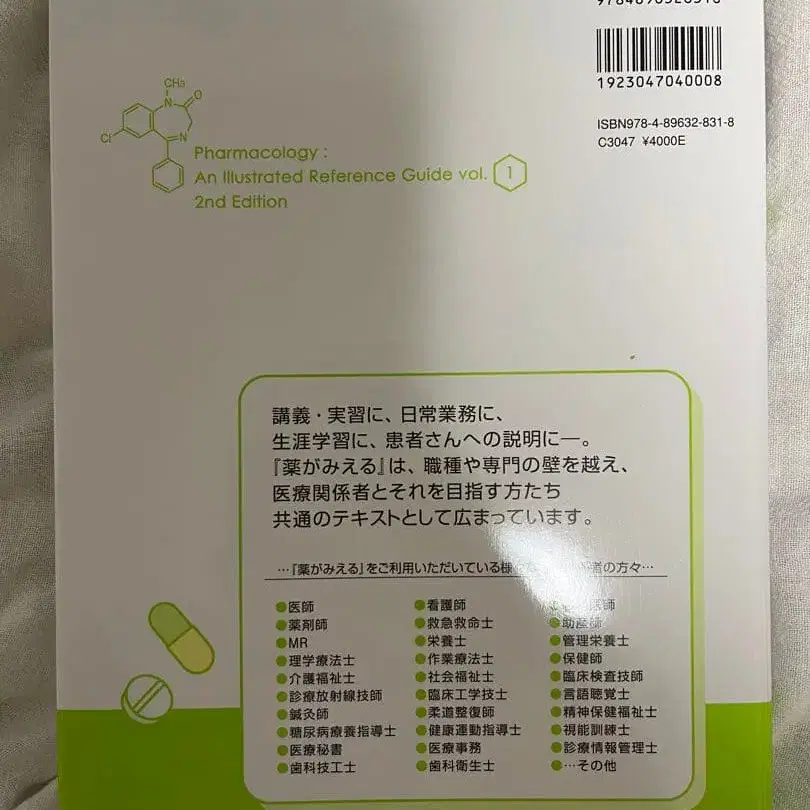 1923047040008
ISBN978-4-89632-831-8
C3047 ¥4000E
CH₃
N
O
N
Cl
Pharmacology :
An Illustrated Reference Guide vol. 1
2nd Edition
講義・実習に、日常業務に、
生涯学習に、患者さんへの説明に―。
『薬がみえる』は、職種や専門の壁を越え、
医療関係者とそれを目指す方たち
共通のテキストとして広まっています。
…『薬がみえる』をご利用いただいている様 者の方々…
●医師 ●看護師 ●医師
●薬剤師 ●救急救命士 ●助産師
●MR ●栄養士 ●管理栄養士
●理学療法士 ●作業療法士 ●保健師
●介護福祉士 ●社会福祉士 ●臨床検査技師
●診療放射線技師 ●臨床工学技士 ●言語聴覚士
●鍼灸師 ●柔道整復師 ●精神保健福祉士
●糖尿病療養指導士 ●健康運動指導士 ●視能訓練士
●医療秘書 ●医療事務 ●診療情報管理士
●歯科技工士 ●歯科衛生士 ●…その他